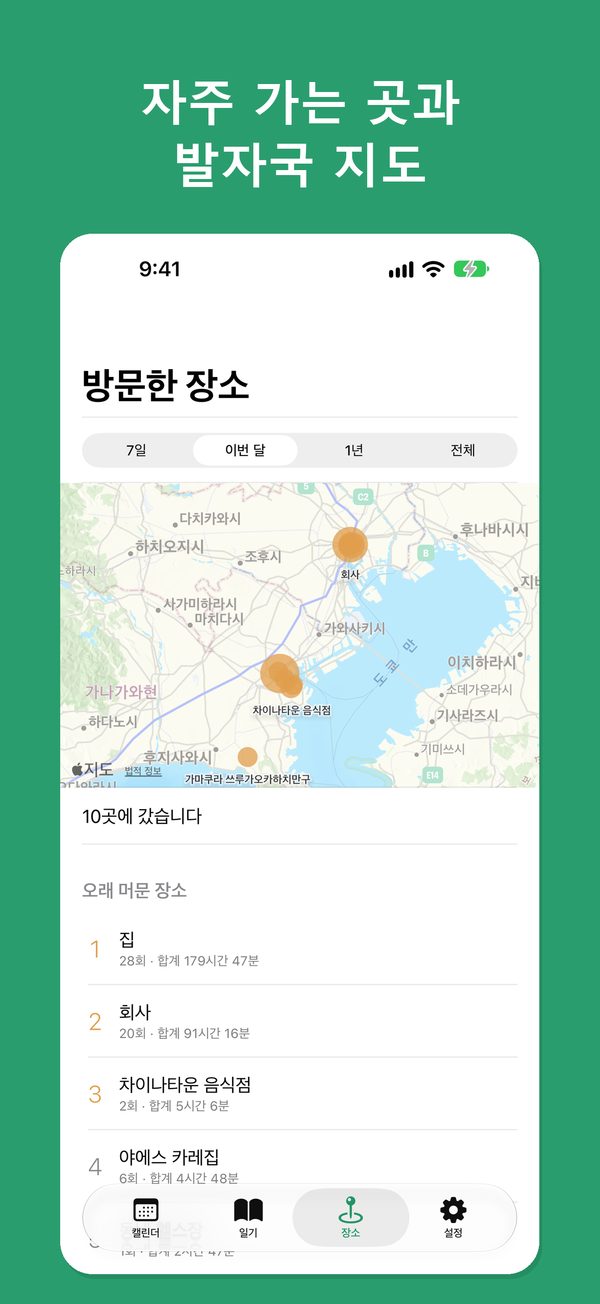 자주 가는 곳과
발자국 지도
9:41
방문한 장소
7일
이번 달
1년
전체
5
C2
다치카와시
후나바시시
하치오지시
조후시
8
회사
노하라시
지바
사가미하라시
마치다시
가와사키시
도쿄만
이치하라시
가나가와현
소데가우라시
차이나타운 음식점
기사라즈시
하다노시
기미쓰시
후지사와시
지도
법적 정보
E14
가마쿠라 쓰루가오카하치만구
10곳에 갔습니다
오래 머문 장소
1
집
28회 · 합계 179시간 47분
2
회사
20회 · 합계 91시간 16분
3
차이나타운 음식점
2회 · 합계 5시간 6분
4
야에스 카레집
6회 · 합계 4시간 48분
캘린더
일기
장소
설정